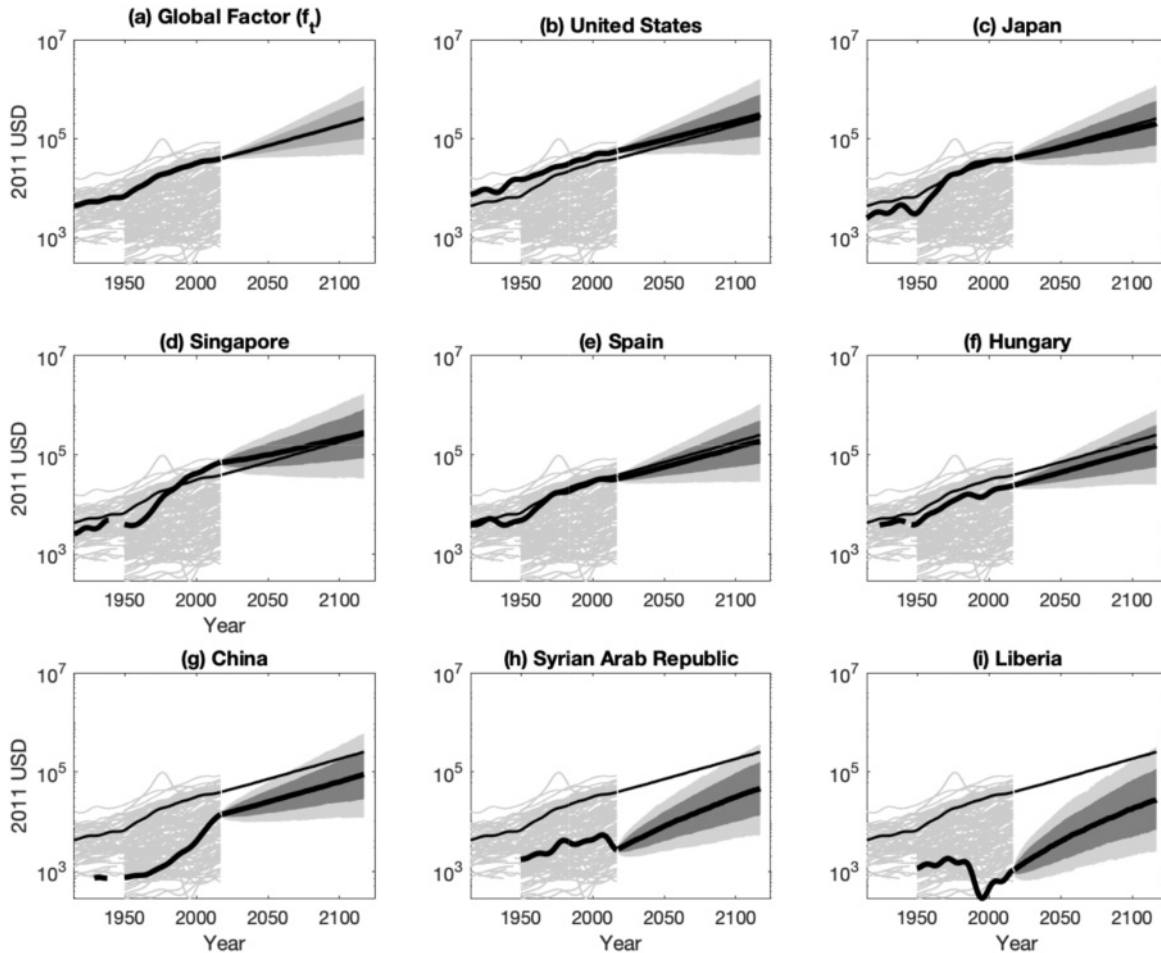 (a) Global Factor (f_t)
(b) United States
(c) Japan
10^7
10^5
10^3
2011 USD
1950 2000 2050 2100
10^7
10^5
10^3
1950 2000 2050 2100
10^7
10^5
10^3
1950 2000 2050 2100
(d) Singapore
(e) Spain
(f) Hungary
10^7
10^5
10^3
2011 USD
1950 2000 2050 2100
Year
10^7
10^5
10^3
1950 2000 2050 2100
10^7
10^5
10^3
1950 2000 2050 2100
(g) China
(h) Syrian Arab Republic
(i) Liberia
10^7
10^5
10^3
2011 USD
1950 2000 2050 2100
Year
10^7
10^5
10^3
1950 2000 2050 2100
Year
10^7
10^5
10^3
1950 2000 2050 2100
Year